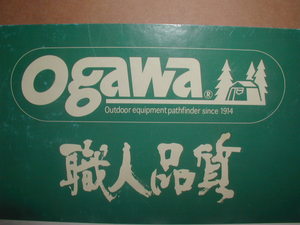 Ogawa®
Outdoor equipment pathfinder since 1914
職人品質